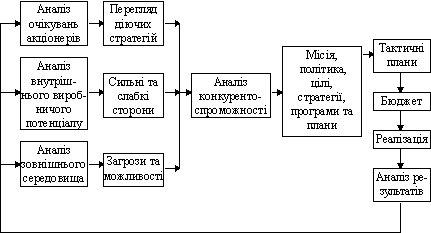 Аналіз
очікувань
акціонерів
Перегляд
діючих
стратегій
Аналіз
внутріш-
нього вироб-
ничого
потенціалу
Сильні та
слабкі
сторони
Аналіз
зовнішнього
середовища
Загрози та
можливості
Аналіз
конкуренто-
спроможності
Місія,
політика,
цілі,
стратегії,
програми та
плани
Тактичні
плани
Бюджет
Реалізація
Аналіз ре-
зультатів